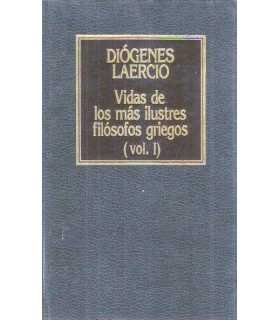 DIÓGENES
LAERCIO
Vidas de
los más ilustres
filósofos griegos
(vol. I)